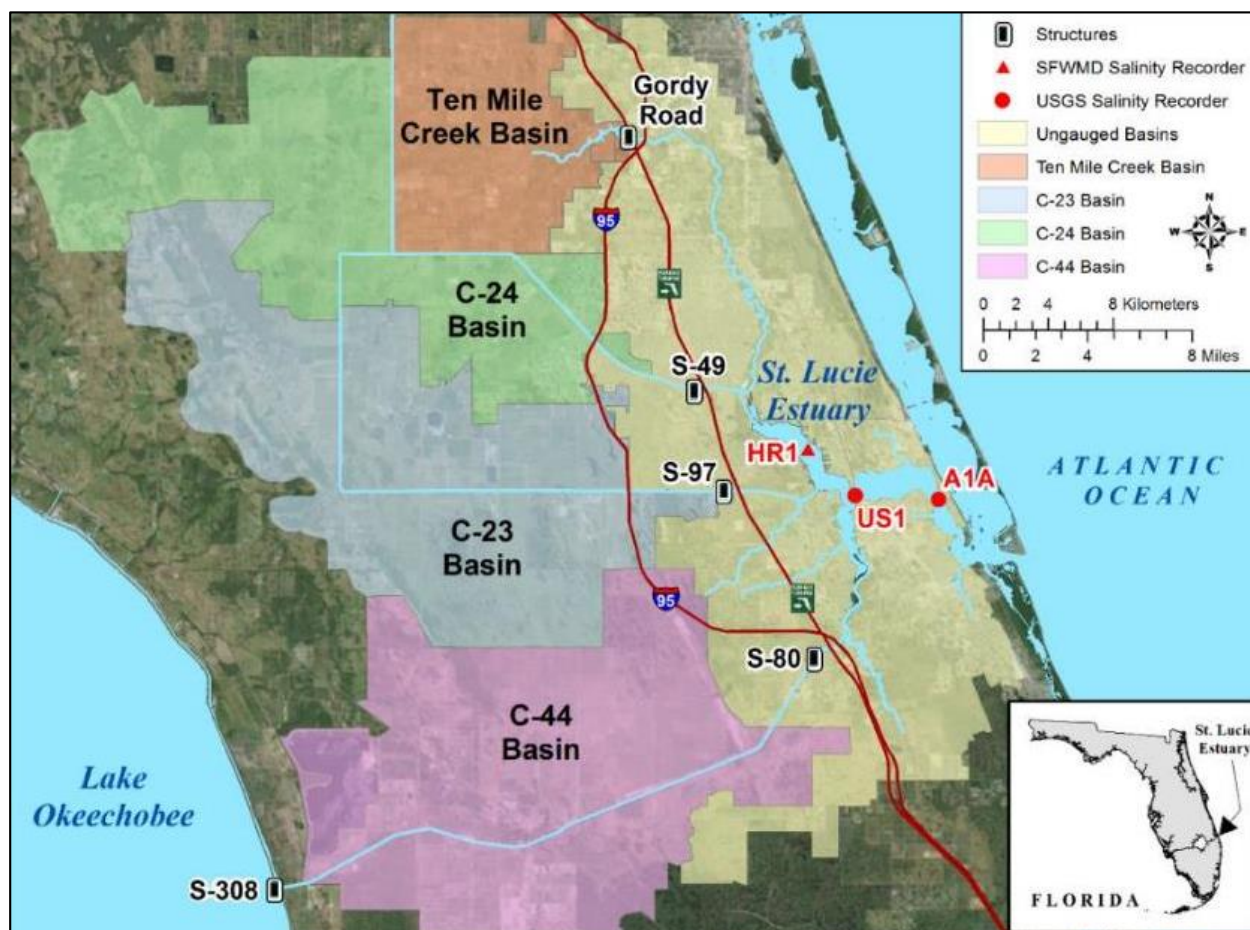 Structures
SFWMD Salinity Recorder
USGS Salinity Recorder
Ungauged Basins
Ten Mile Creek Basin
C-23 Basin
C-24 Basin
C-44 Basin
N
W
E
S
0 2 4 8 Kilometers
0 2 4 8 Miles
Ten Mile
Creek Basin
Gordy
Road
95
C-24
Basin
S-49
St. Lucie
Estuary
HR1
S-97
US1
A1A
ATLANTIC
OCEAN
C-23
Basin
95
S-80
C-44
Basin
Lake
Okeechobee
S-308
St. Lucie
Estuary
FLORIDA